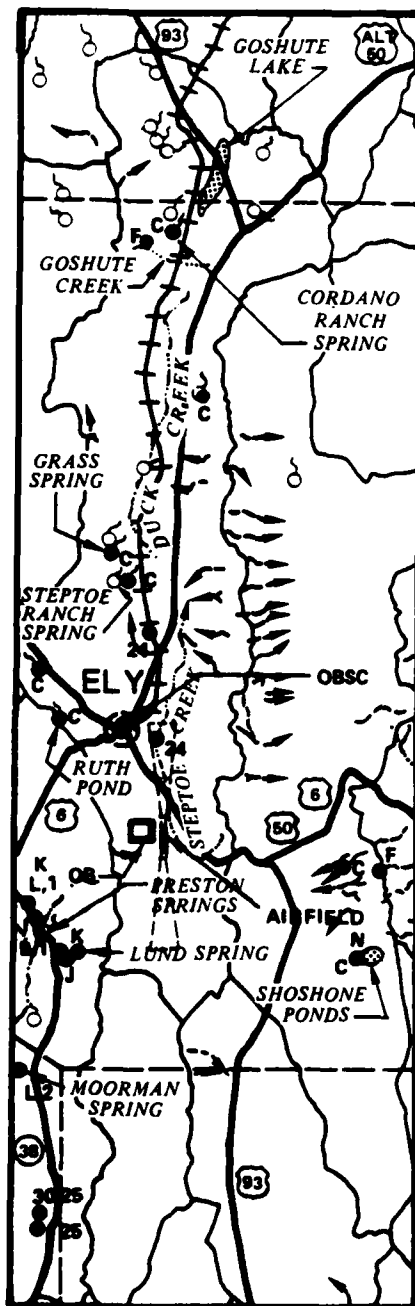 93
GOSHUTE
LAKE
ALT
50
F
C
GOSHUTE
CREEK
CORDANO
RANCH
SPRING
C
DUCK CREEK
GRASS
SPRING
C
C
STEPTOE
RANCH
SPRING
24
C
ELY
OBSC
C
24
STEPTOE CREEK
RUTH
POND
6
6
50
OB
K
L,1
PRESTON
SPRINGS
C
F
AIRFIELD
K
J
LUND SPRING
N
C
SHOSHONE
PONDS
MOORMAN
SPRING
L,2
38
30
25
25
93